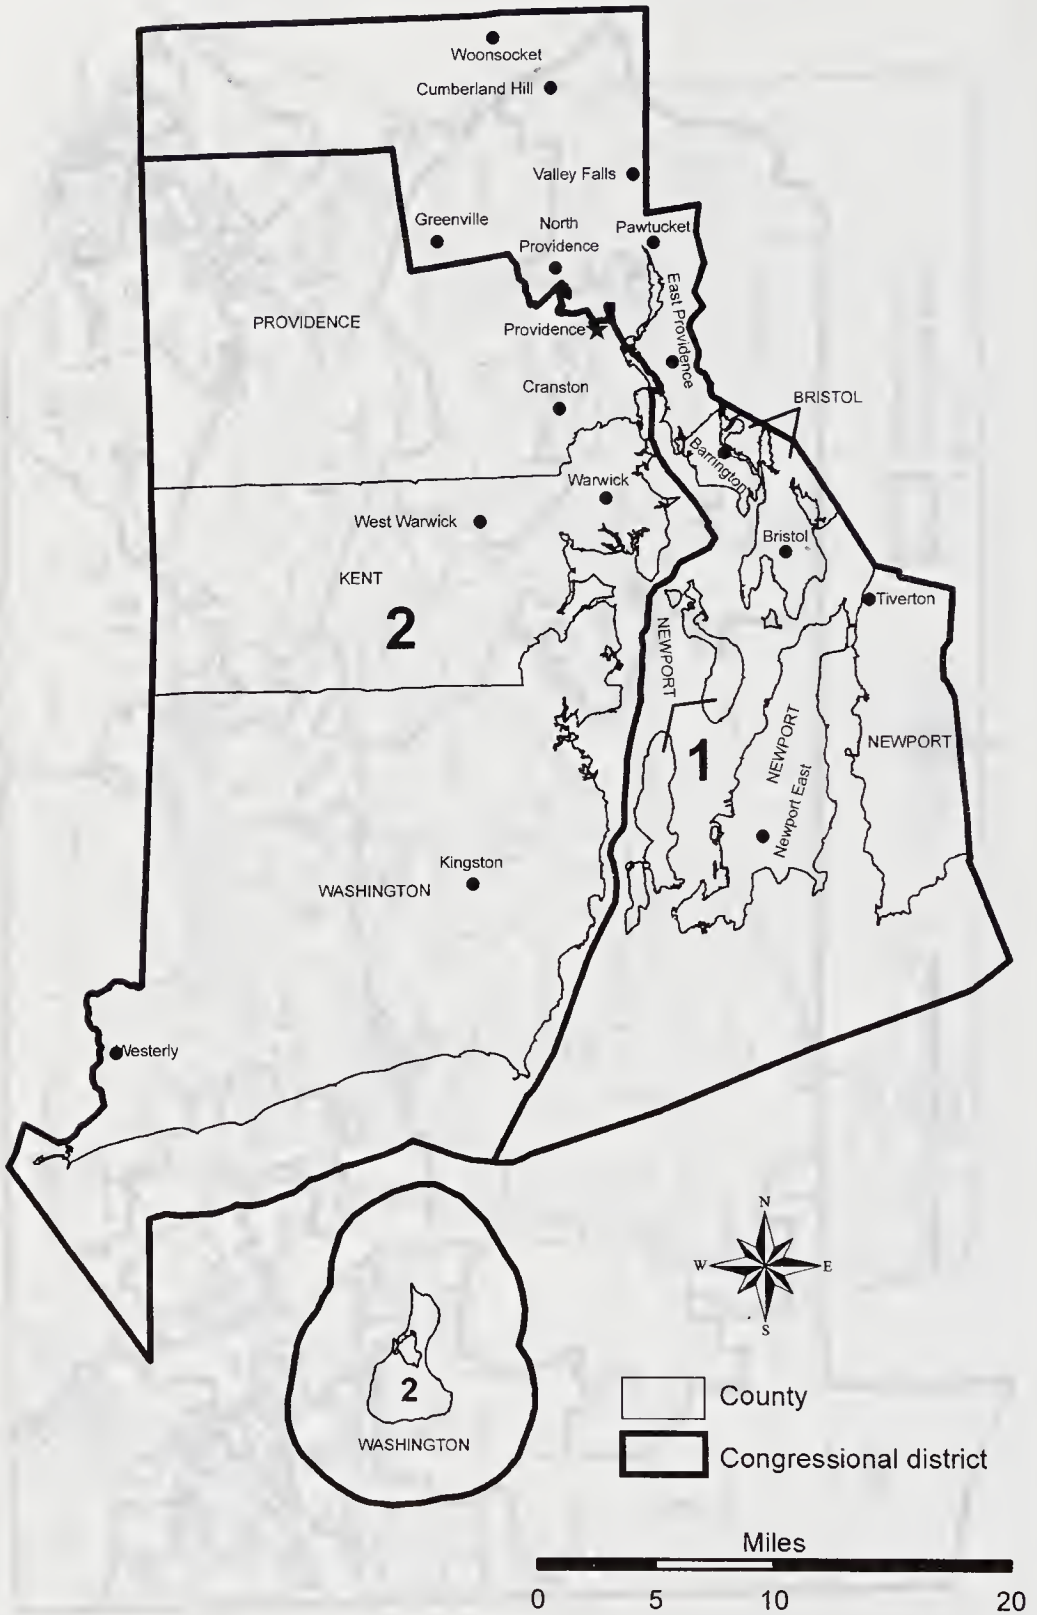 Woonsocket
Cumberland Hill
Valley Falls
Greenville
North
Providence
Pawtucket
East Providence
PROVIDENCE
Providence
Cranston
BRISTOL
Barrington
Warwick
West Warwick
Bristol
KENT
Tiverton
2
NEWPORT
NEWPORT
NEWPORT
1
Newport East
Kingston
WASHINGTON
Westerly
N
W
E
S
2
WASHINGTON
County
Congressional district
Miles
0 5 10 20